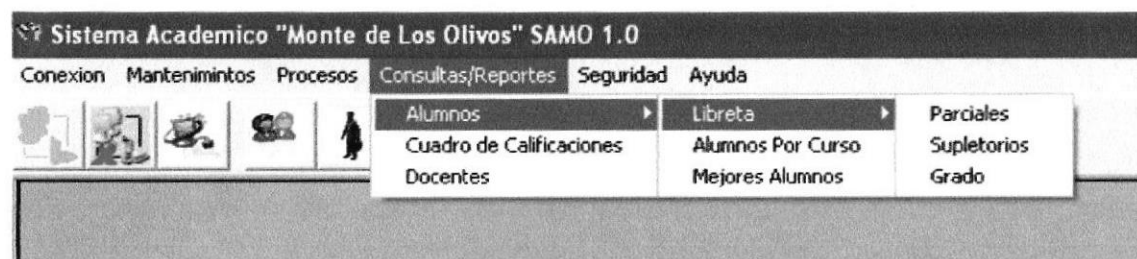 Sistema Academico "Monte de Los Olivos" SAMO 1.0
Conexion Mantenimintos Procesos Consultas/Reportes Seguridad Ayuda
Alumnos Libreta Parciales
Cuadro de Calificaciones Alumnos Por Curso Supletorios
Docentes Mejores Alumnos Grado